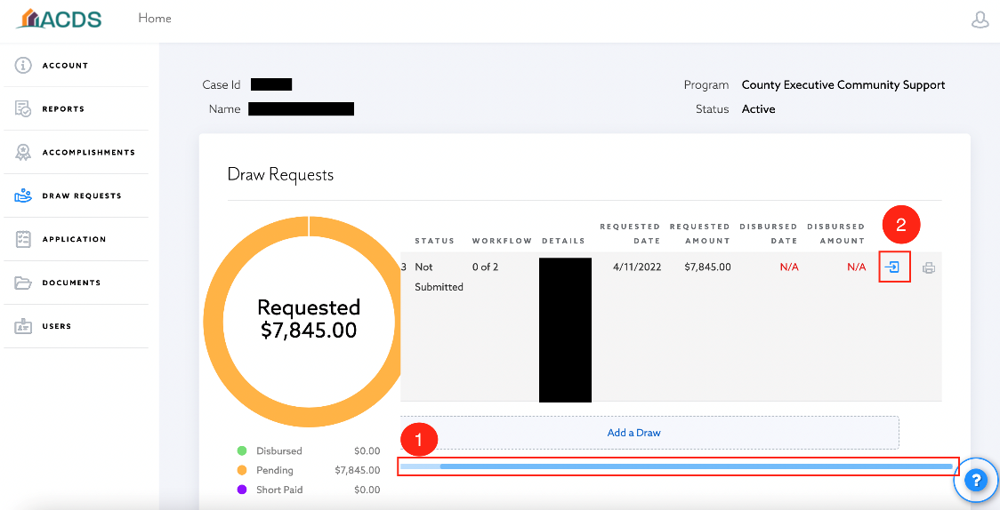 ACDS
Home
ACCOUNT
REPORTS
ACCOMPLISHMENTS
DRAW REQUESTS
APPLICATION
DOCUMENTS
USERS
Case Id
Name
Program County Executive Community Support
Status Active
Draw Requests
Requested
$7,845.00
Disbursed $0.00
Pending $7,845.00
Short Paid $0.00
STATUS WORKFLOW DETAILS REQUESTED DATE REQUESTED AMOUNT DISBURSED DATE DISBURSED AMOUNT
2
3 Not Submitted 0 of 2 4/11/2022 $7,845.00 N/A N/A
Add a Draw
1
?